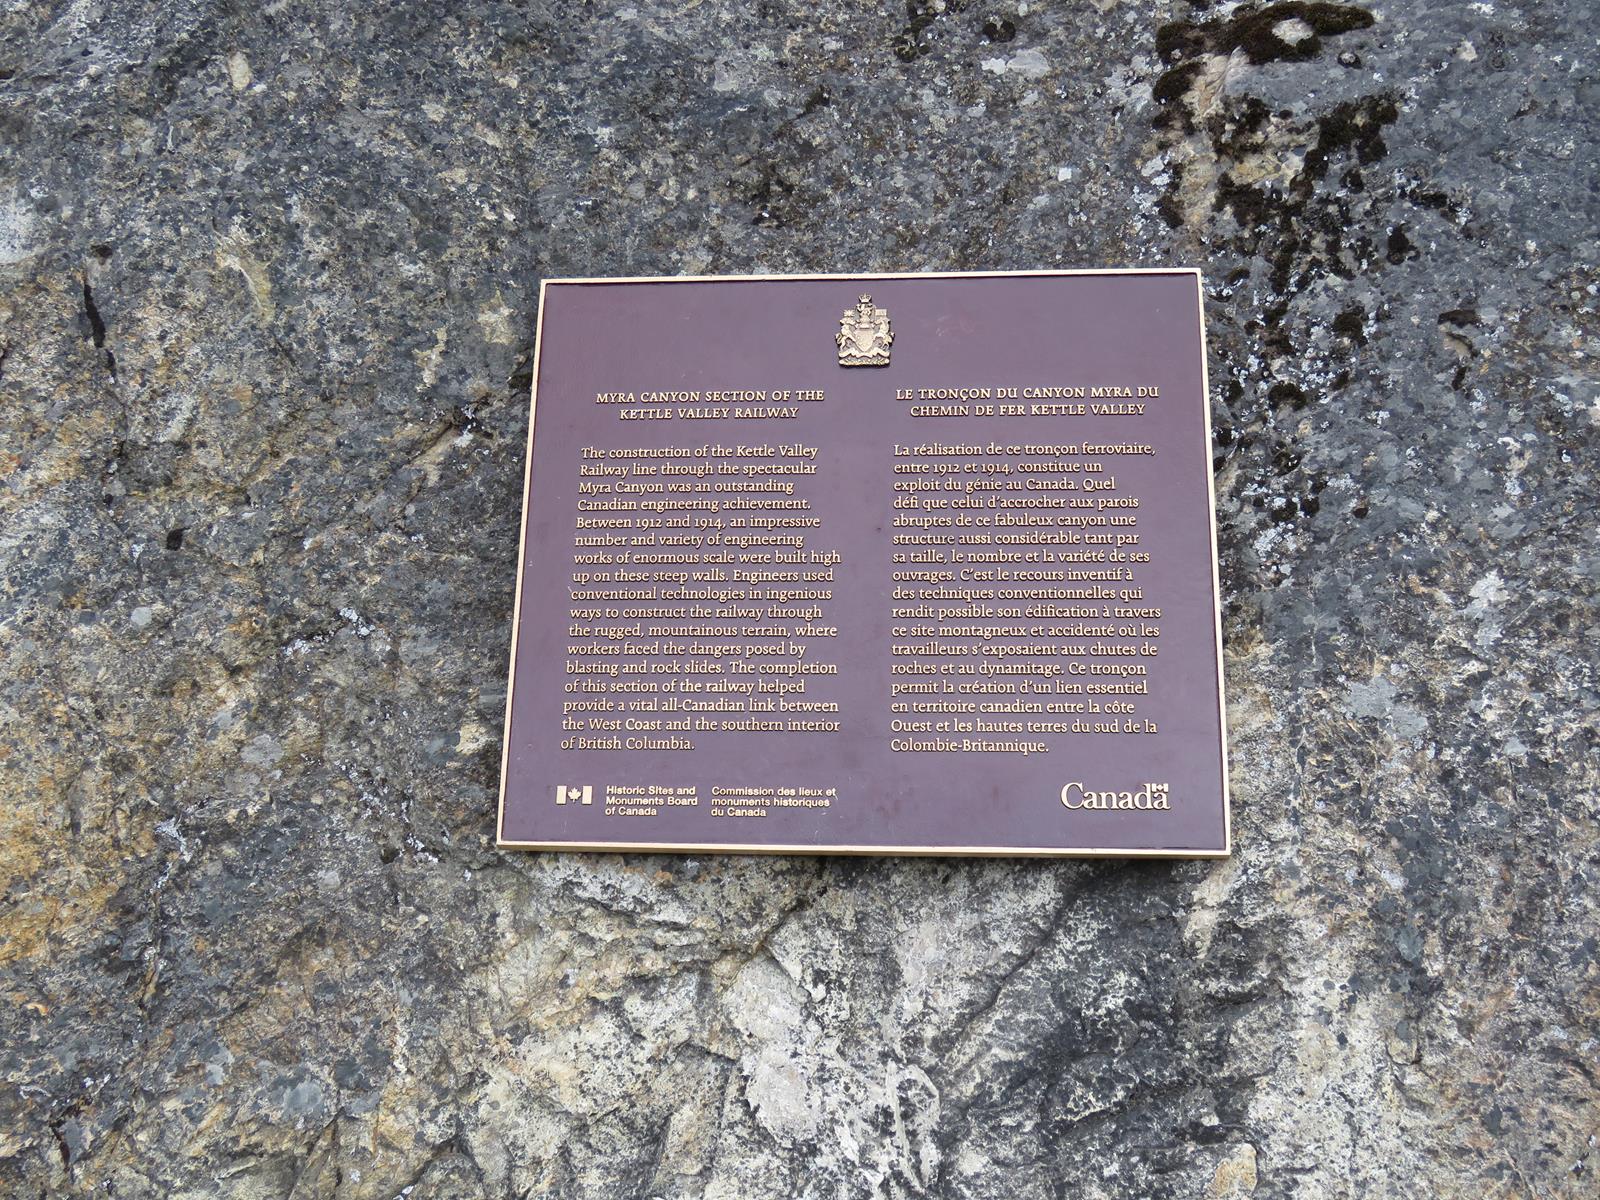 MYRA CANYON SECTION OF THE
KETTLE VALLEY RAILWAY
The construction of the Kettle Valley
Railway line through the spectacular
Myra Canyon was an outstanding
Canadian engineering achievement.
Between 1912 and 1914, an impressive
number and variety of engineering
works of enormous scale were built high
up on these steep walls. Engineers used
conventional technologies in ingenious
ways to construct the railway through
the rugged, mountainous terrain, where
workers faced the dangers posed by
blasting and rock slides. The completion
of this section of the railway helped
provide a vital all-Canadian link between
the West Coast and the southern interior
of British Columbia.
LE TRONÇON DU CANYON MYRA DU
CHEMIN DE FER KETTLE VALLEY
La réalisation de ce tronçon ferroviaire,
entre 1912 et 1914, constitue un
exploit du génie au Canada. Quel
défi que celui d'accrocher aux parois
abruptes de ce fabuleux canyon une
structure aussi considérable tant par
sa taille, le nombre et la variété de ses
ouvrages. C'est le recours inventif à
des techniques conventionnelles qui
rendit possible son édification à travers
ce site montagneux et accidenté où les
travailleurs s'exposaient aux chutes de
roches et au dynamitage. Ce tronçon
permit la création d'un lien essentiel
en territoire canadien entre la côte
Ouest et les hautes terres du sud de la
Colombie-Britannique.
Historic Sites and
Monuments Board
of Canada
Commission des lieux et
monuments historiques
du Canada
Canada